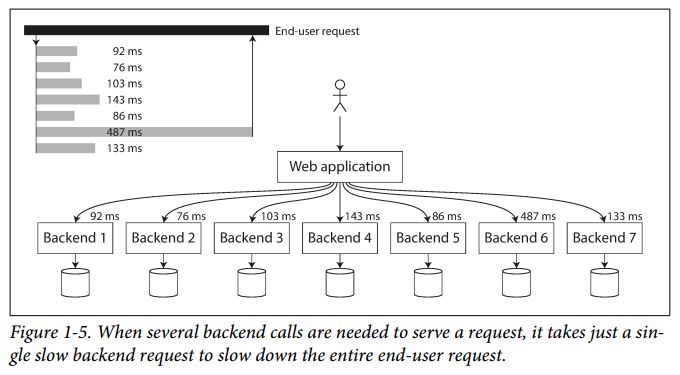 End-user request
92 ms
76 ms
103 ms
143 ms
86 ms
487 ms
133 ms
Web application
92 ms
76 ms
103 ms
143 ms
86 ms
487 ms
133 ms
Backend 1
Backend 2
Backend 3
Backend 4
Backend 5
Backend 6
Backend 7
Figure 1-5. When several backend calls are needed to serve a request, it takes just a sin-
gle slow backend request to slow down the entire end-user request.